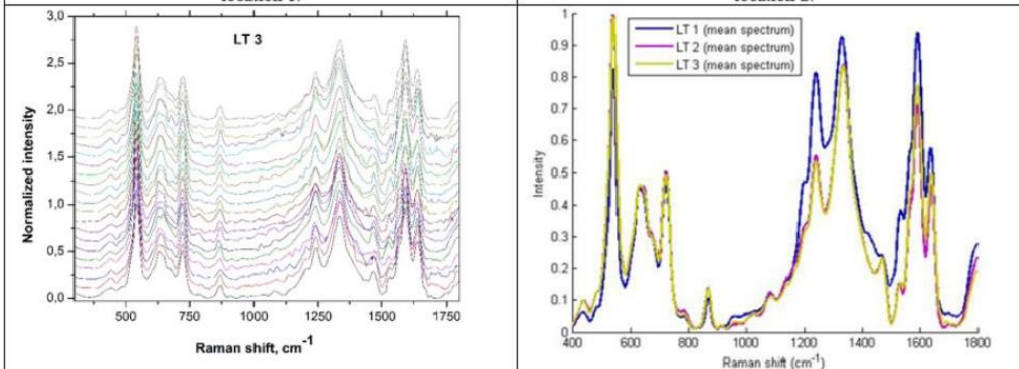 LT 3
3,0
2,5
2,0
1,5
1,0
0,5
0,0
Normalized intensity
500 750 1000 1250 1500 1750
Raman shift, cm-1
LT 1 (mean spectrum)
LT 2 (mean spectrum)
LT 3 (mean spectrum)
1
0.9
0.8
0.7
0.6
0.5
0.4
0.3
0.2
0.1
0
Intensity
400 600 800 1000 1200 1400 1600 1800
Raman shift (cm-1)